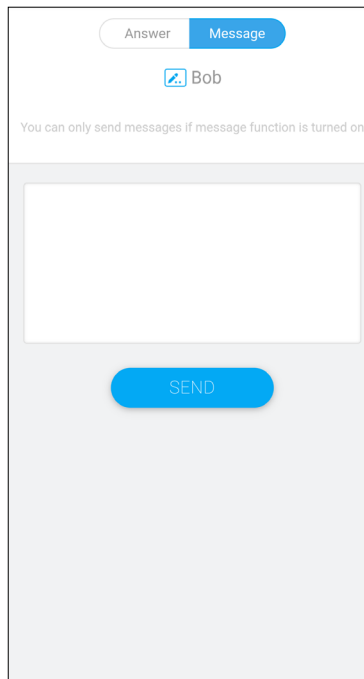 Answer Message
Bob
You can only send messages if message function is turned on
SEND